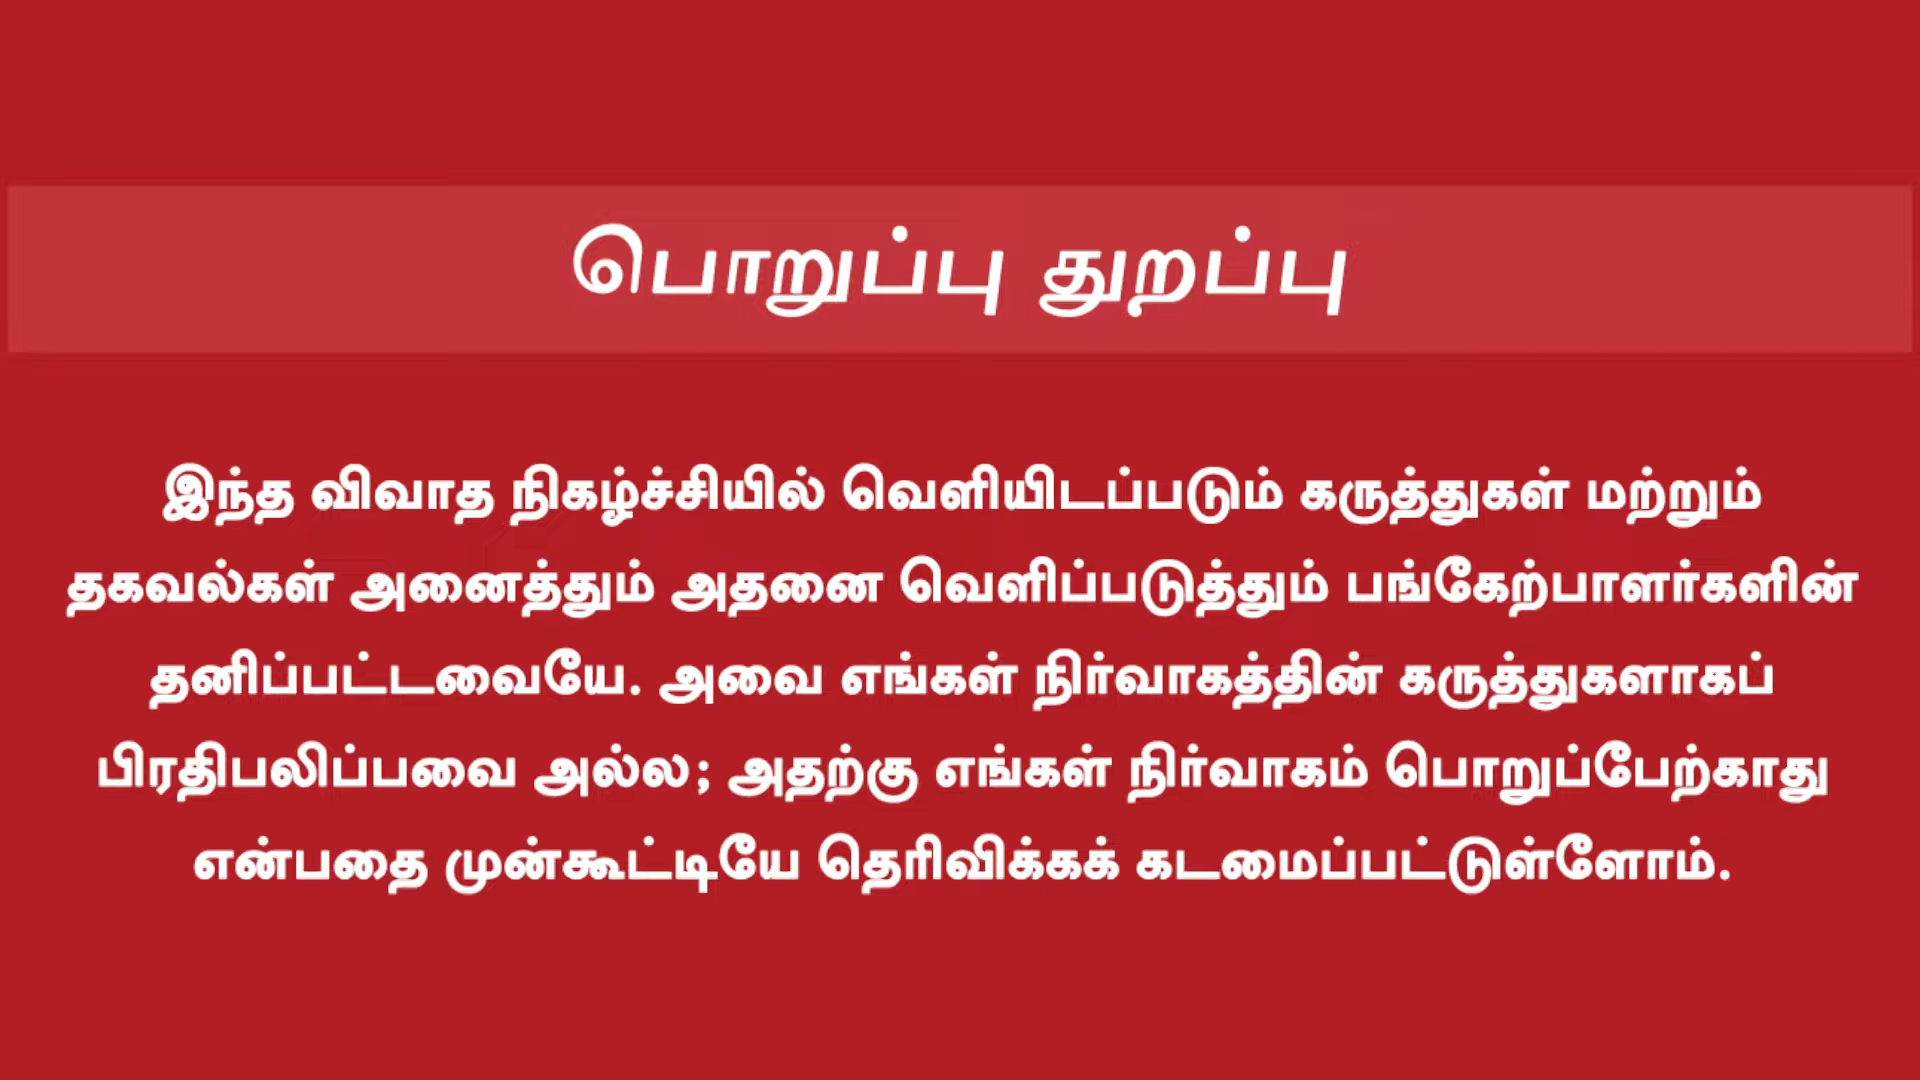 பொறுப்பு துறப்பு
இந்த விவாத நிகழ்ச்சியில் வெளியிடப்படும் கருத்துகள் மற்றும்
தகவல்கள் அனைத்தும் அதனை வெளிப்படுத்தும் பங்கேற்பாளர்களின்
தனிப்பட்டவையே. அவை எங்கள் நிர்வாகத்தின் கருத்துகளாகப்
பிரதிபலிப்பவை அல்ல; அதற்கு எங்கள் நிர்வாகம் பொறுப்பேற்காது
என்பதை முன்கூட்டியே தெரிவிக்கக் கடமைப்பட்டுள்ளோம்.